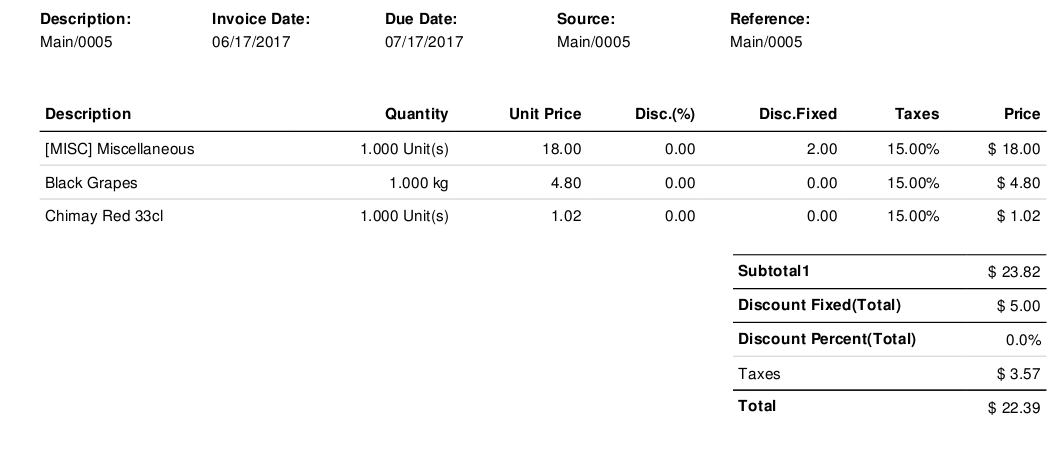 Description: Invoice Date: Due Date: Source: Reference:
Main/0005 06/17/2017 07/17/2017 Main/0005 Main/0005
Description Quantity Unit Price Disc.(%) Disc.Fixed Taxes Price
[MISC] Miscellaneous 1.000 Unit(s) 18.00 0.00 2.00 15.00% $ 18.00
Black Grapes 1.000 kg 4.80 0.00 0.00 15.00% $ 4.80
Chimay Red 33cl 1.000 Unit(s) 1.02 0.00 0.00 15.00% $ 1.02
Subtotal1 $ 23.82
Discount Fixed(Total) $ 5.00
Discount Percent(Total) 0.0%
Taxes $ 3.57
Total $ 22.39